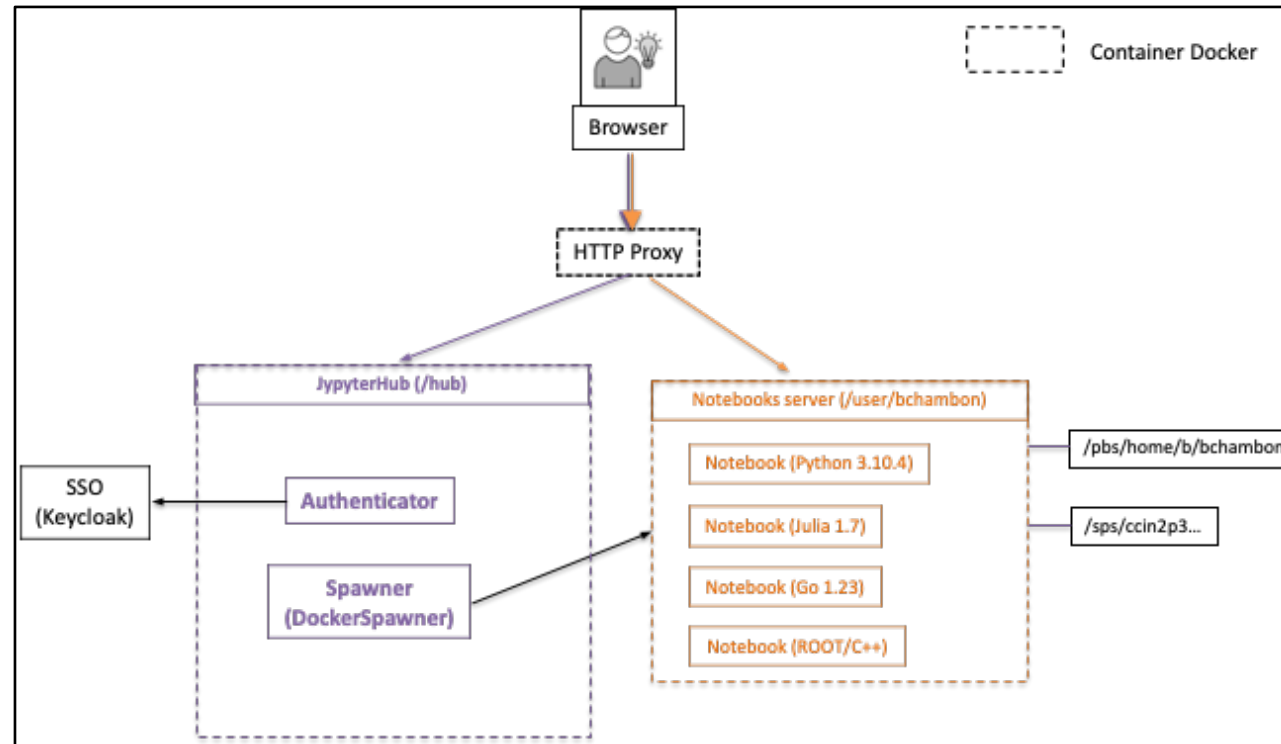 Container Docker
Browser
HTTP Proxy
JypyterHub (/hub)
Notebooks server (/user/bchambon)
Notebook (Python 3.10.4)
/pbs/home/b/bchambon
SSO
(Keycloak)
Authenticator
Notebook (Julia 1.7)
/sps/ccin2p3...
Spawner
(DockerSpawner)
Notebook (Go 1.23)
Notebook (ROOT/C++)